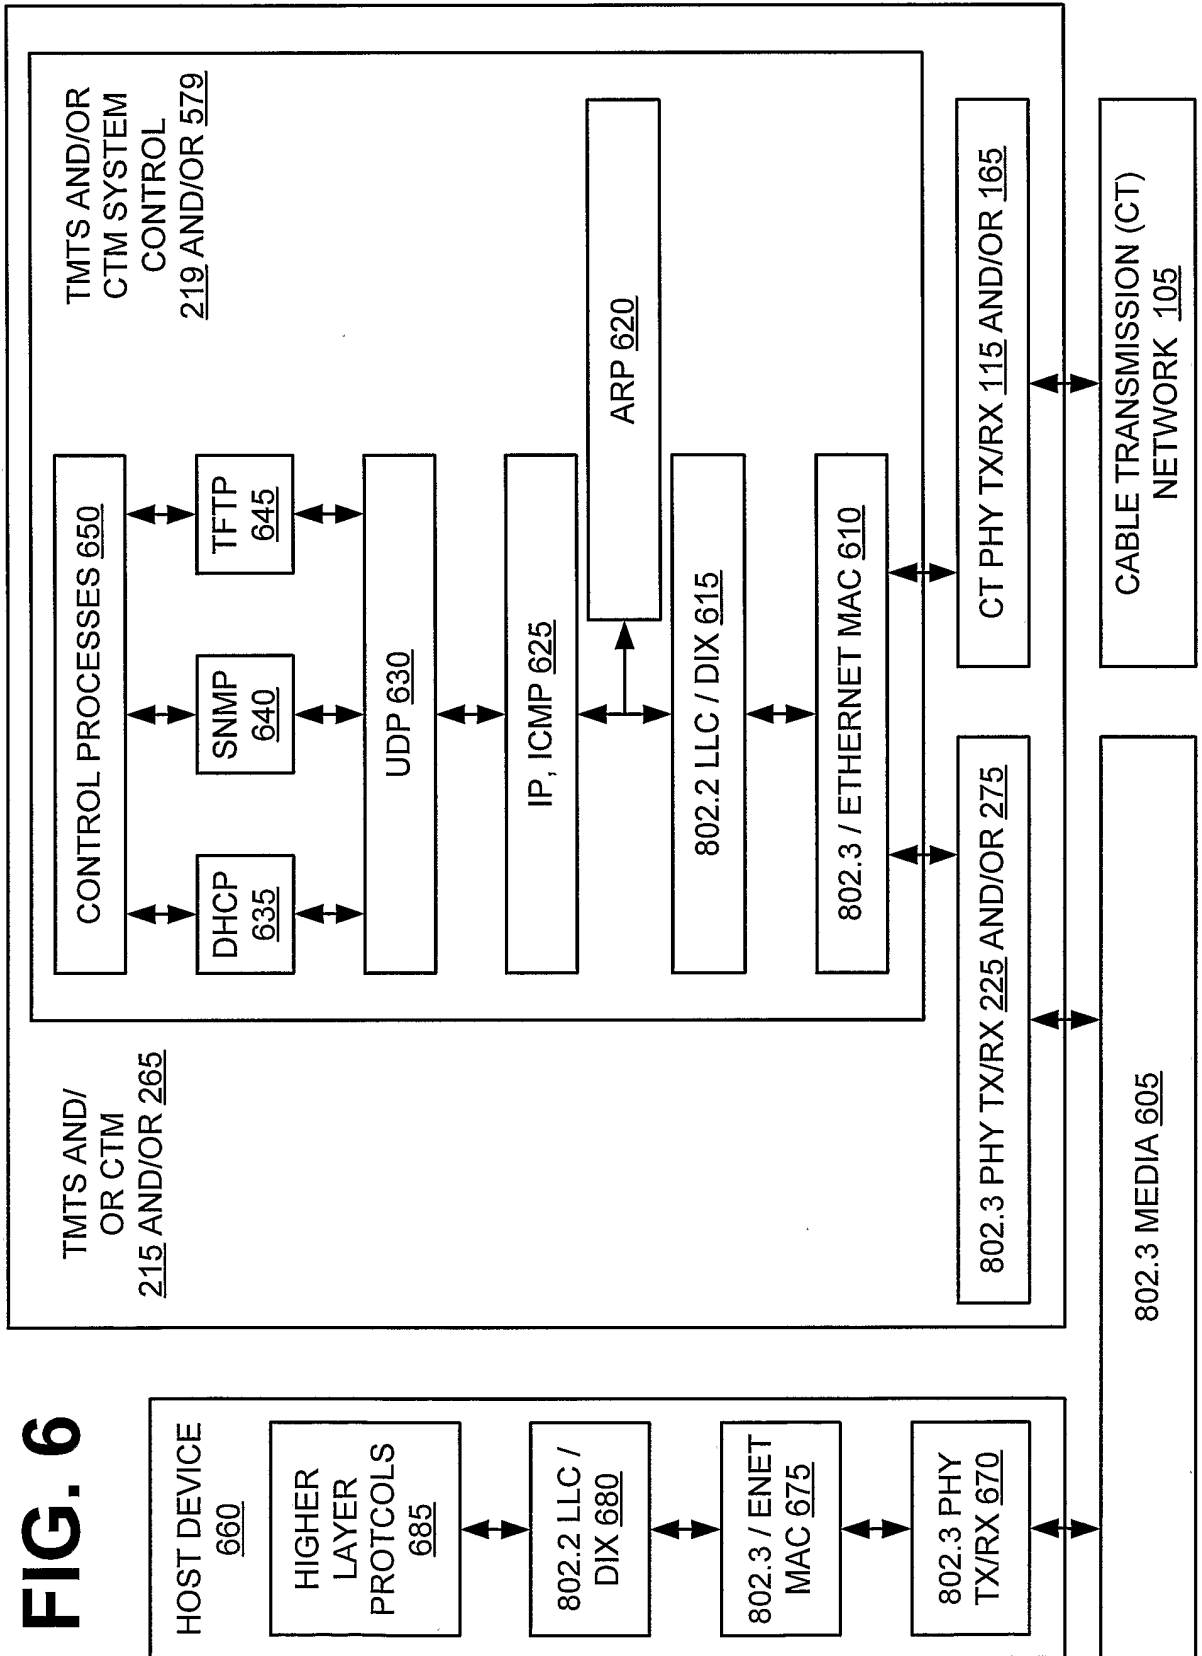 FIG. 6
HOST DEVICE
660
HIGHER
LAYER
PROTCOLS
685
802.2 LLC /
DIX 680
802.3 / ENET
MAC 675
802.3 PHY
TX/RX 670
TMTS AND/
OR CTM
215 AND/OR 265
TMTS AND/OR
CTM SYSTEM
CONTROL
219 AND/OR 579
CONTROL PROCESSES 650
DHCP
635
SNMP
640
TFTP
645
UDP 630
IP, ICMP 625
ARP 620
802.2 LLC / DIX 615
802.3 / ETHERNET MAC 610
802.3 PHY TX/RX 225 AND/OR 275
CT PHY TX/RX 115 AND/OR 165
802.3 MEDIA 605
CABLE TRANSMISSION (CT)
NETWORK 105